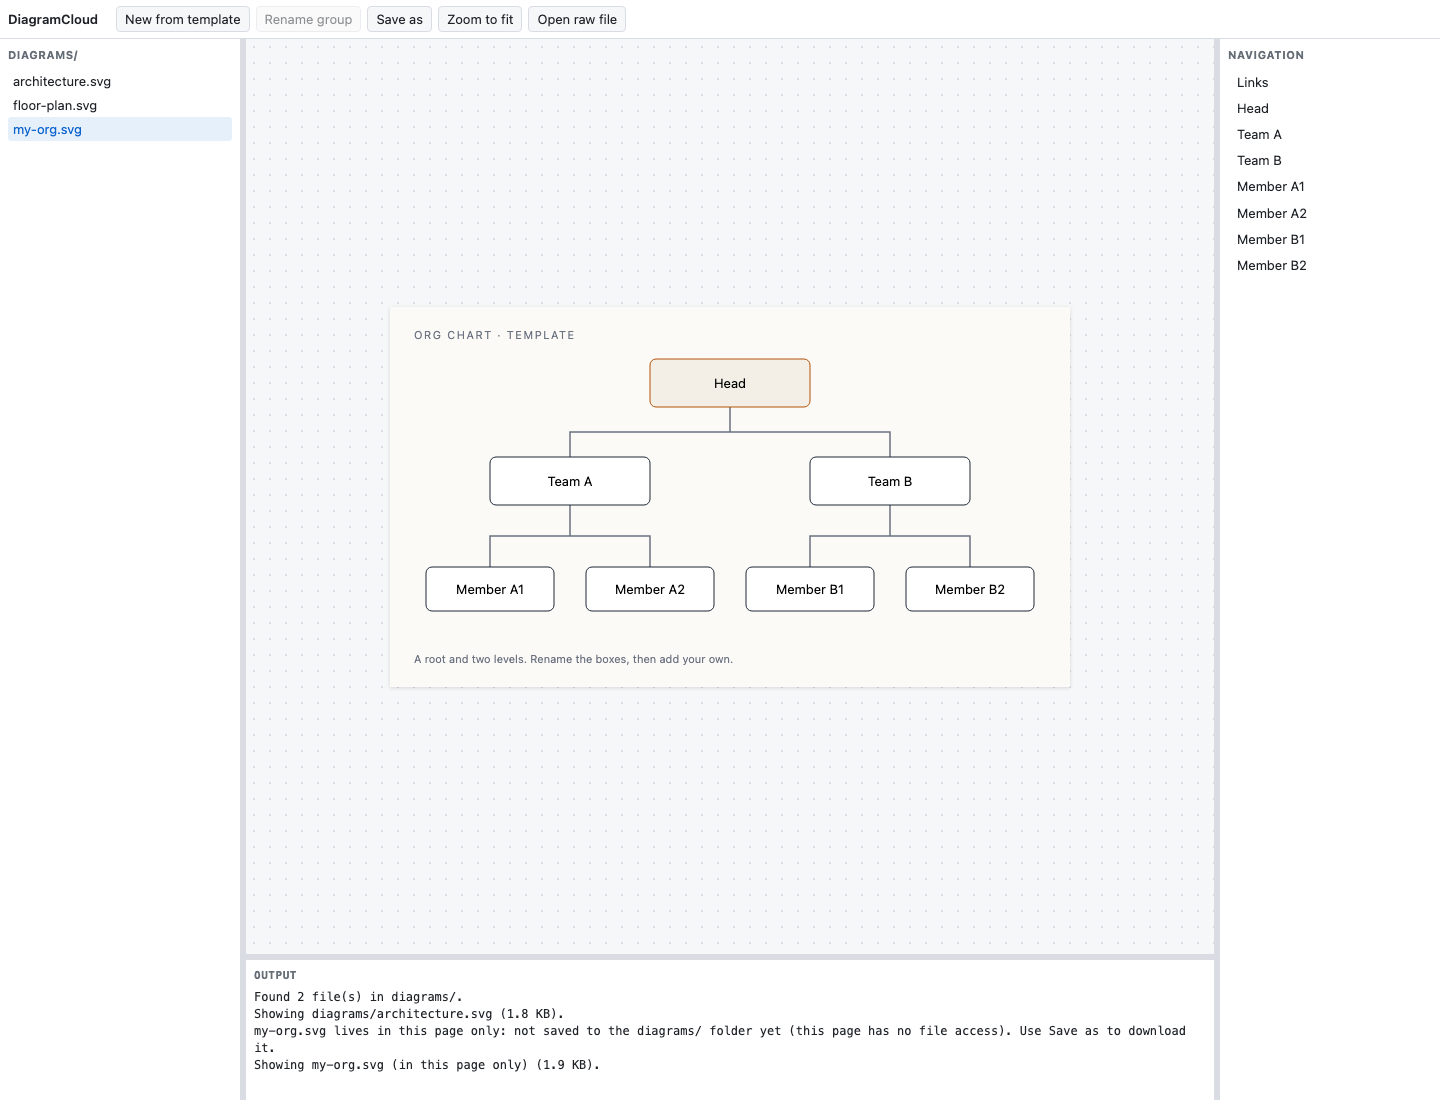 DiagramCloud
New from template
Rename group
Save as
Zoom to fit
Open raw file
DIAGRAMS/
architecture.svg
floor-plan.svg
my-org.svg
ORG CHART · TEMPLATE
Head
Team A
Team B
Member A1
Member A2
Member B1
Member B2
A root and two levels. Rename the boxes, then add your own.
OUTPUT
Found 2 file(s) in diagrams/.
Showing diagrams/architecture.svg (1.8 KB).
my-org.svg lives in this page only: not saved to the diagrams/ folder yet (this page has no file access). Use Save as to download
it.
Showing my-org.svg (in this page only) (1.9 KB).
NAVIGATION
Links
Head
Team A
Team B
Member A1
Member A2
Member B1
Member B2